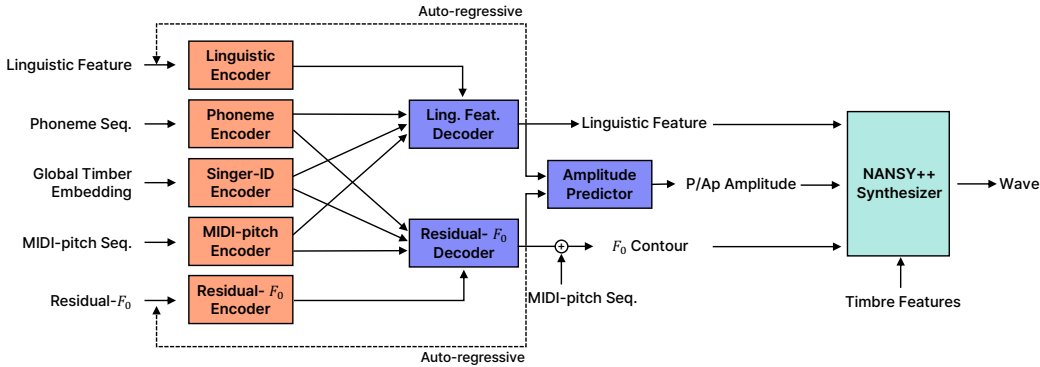 Auto-regressive
Linguistic Feature
Linguistic
Encoder
Phoneme Seq.
Phoneme
Encoder
Global Timber
Embedding
Singer-ID
Encoder
MIDI-pitch Seq.
MIDI-pitch
Encoder
Residual-F₀
Residual- F₀
Encoder
Ling. Feat.
Decoder
Residual- F₀
Decoder
Linguistic Feature
Amplitude
Predictor
P/Ap Amplitude
F₀ Contour
MIDI-pitch Seq.
NANSY++
Synthesizer
Wave
Timbre Features
Auto-regressive